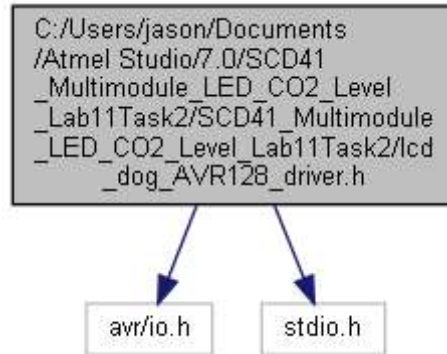 C:/Users/jason/Documents
/Atmel Studio/7.0/SCD41
_Multimodule_LED_CO2_Level
_Lab11Task2/SCD41_Multimodule
_LED_CO2_Level_Lab11Task2/lcd
_dog_AVR128_driver.h
avr/io.h
stdio.h